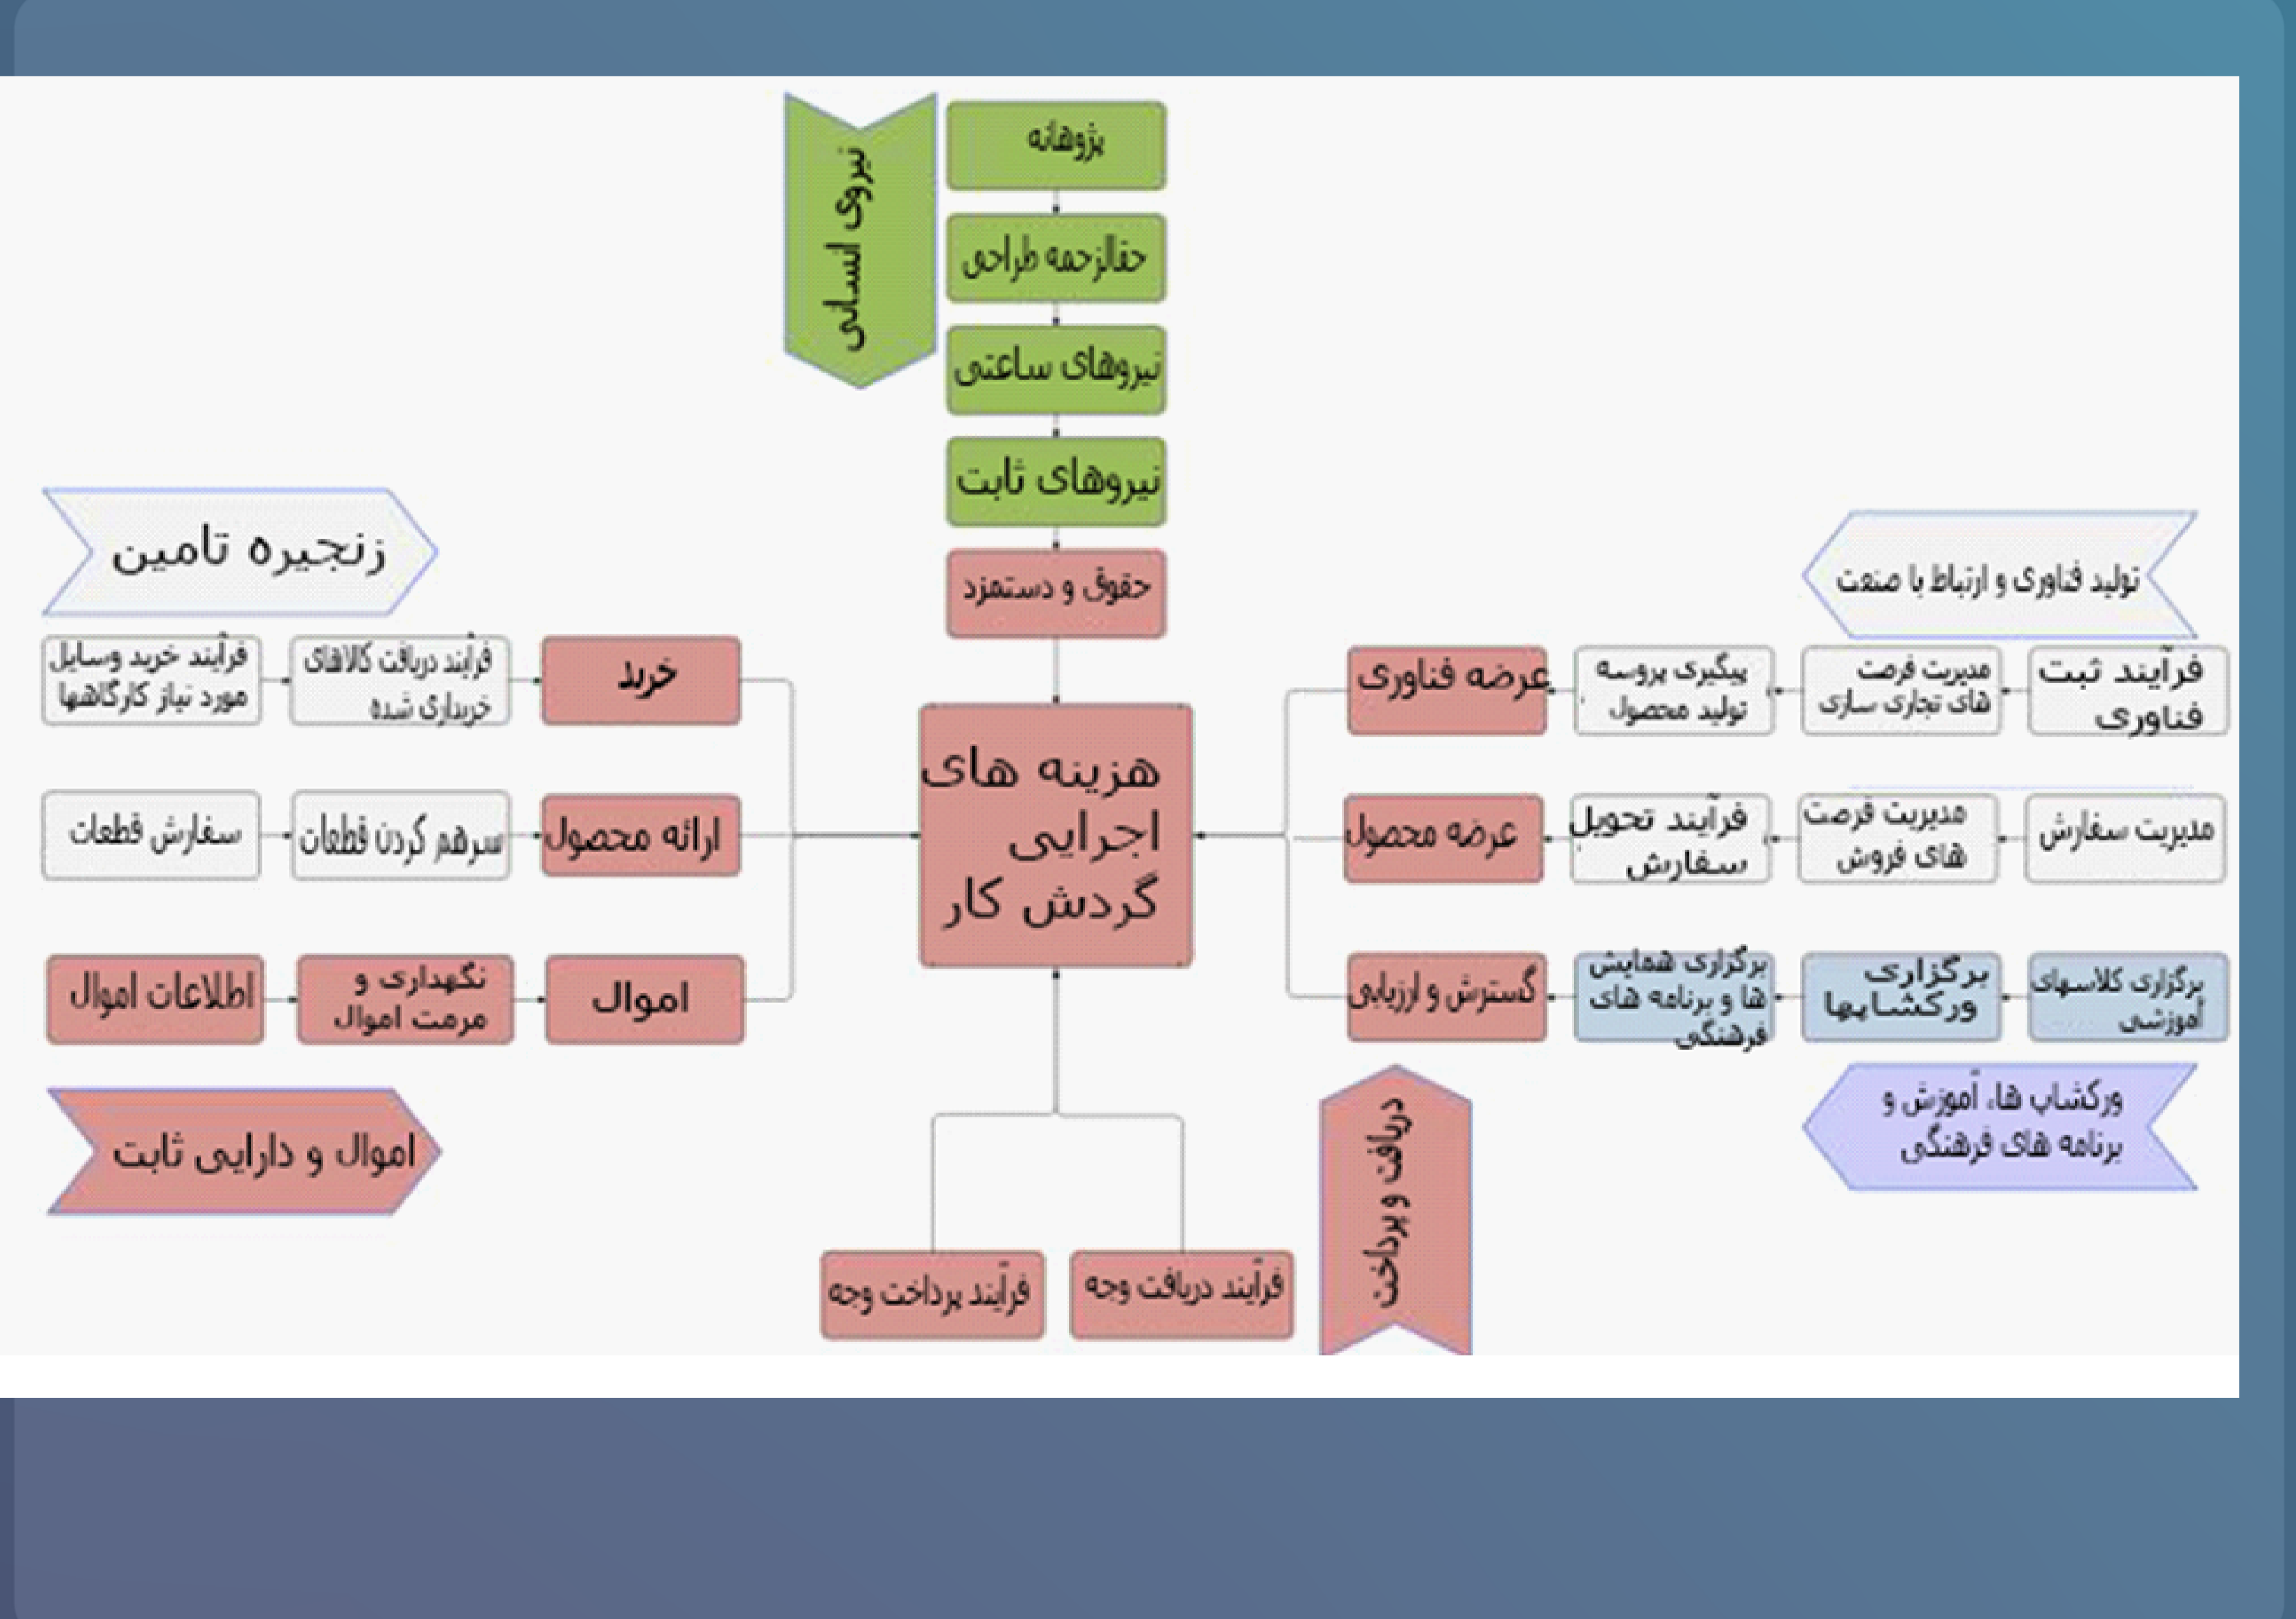 نیروی انسانی
پژوهانه
حقالزحمه طراحی
نیروهای ساعتی
نیروهای ثابت
حقوق و دستمزد
هزینه های
اجرایی
گردش کار
تولید فناوری و ارتباط با صنعت
فرآیند ثبت
فناوری
مدیریت فرصت
های تجاری سازی
پیگیری پروسه
تولید محصول
عرضه فناوری
مدیریت سفارش
مدیریت فرصت
های فروش
فرآیند تحویل
سفارش
عرضه محصول
برگزاری کلاسهای
آموزشی
برگزاری
ورکشاپها
برگزاری همایش
ها و برنامه های
فرهنگی
گسترش و ارزیابی
ورکشاپ ها، آموزش و
برنامه های فرهنگی
زنجیره تامین
فرآیند خرید وسایل
مورد نیاز کارگاهها
فرآیند دریافت کالاهای
خریداری شده
خرید
سفارش قطعات
سرهم کردن قطعات
ارائه محصول
اطلاعات اموال
نگهداری و
مرمت اموال
اموال
اموال و دارایی ثابت
دریافت و پرداخت
فرآیند دریافت وجه
فرآیند پرداخت وجه